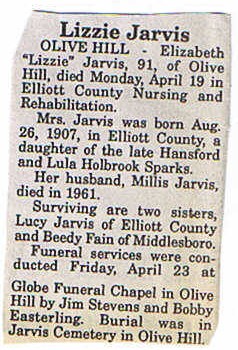 Lizzie Jarvis
OLIVE HILL - Elizabeth
"Lizzie" Jarvis, 91, of Olive
Hill, died Monday, April 19 in
Elliott County Nursing and
Rehabilitation.
Mrs. Jarvis was born Aug.
26, 1907, in Elliott County, a
daughter of the late Hansford
and Lula Holbrook Sparks.
Her husband, Millis Jarvis,
died in 1961.
Surviving are two sisters,
Lucy Jarvis of Elliott County
and Beedy Fain of Middlesboro.
Funeral services were con-
ducted Friday, April 23 at
Globe Funeral Chapel in Olive
Hill by Jim Stevens and Bobby
Easterling. Burial was in
Jarvis Cemetery in Olive Hill.